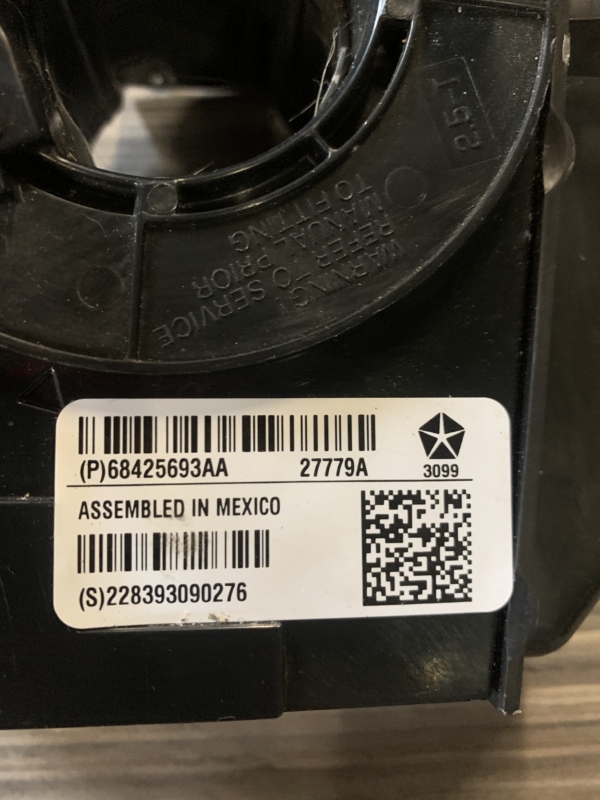 25-1
WARNING
REFER TO SERVICE
MANUAL PRIOR
TO FITTING
(P)68425693AA 27779A
3099
ASSEMBLED IN MEXICO
(S)228393090276